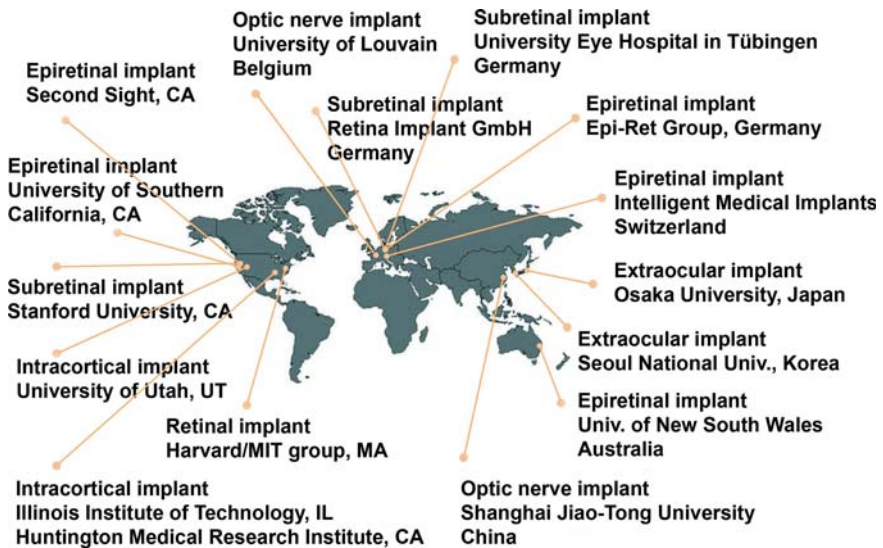 Optic nerve implant
University of Louvain
Belgium
Subretinal implant
University Eye Hospital in Tübingen
Germany
Epiretinal implant
Second Sight, CA
Subretinal implant
Retina Implant GmbH
Germany
Epiretinal implant
Epi-Ret Group, Germany
Epiretinal implant
University of Southern
California, CA
Epiretinal implant
Intelligent Medical Implants
Switzerland
Subretinal implant
Stanford University, CA
Extraocular implant
Osaka University, Japan
Intracortical implant
University of Utah, UT
Extraocular implant
Seoul National Univ., Korea
Retinal implant
Harvard/MIT group, MA
Epiretinal implant
Univ. of New South Wales
Australia
Intracortical implant
Illinois Institute of Technology, IL
Huntington Medical Research Institute, CA
Optic nerve implant
Shanghai Jiao-Tong University
China